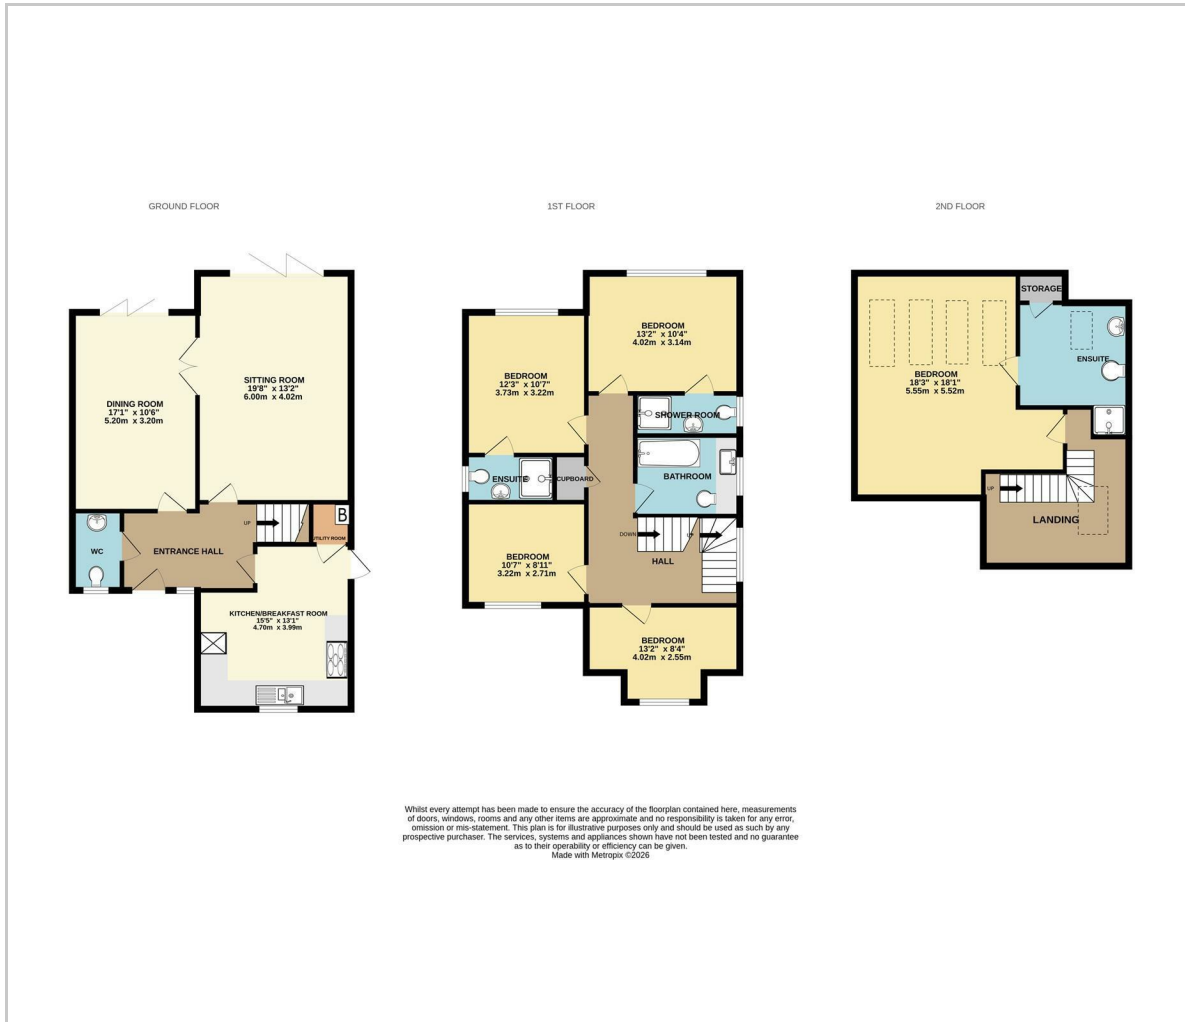 GROUND FLOOR
DINING ROOM
17'1" x 10'6"
5.20m x 3.20m
SITTING ROOM
19'8" x 13'2"
6.00m x 4.02m
WC
ENTRANCE HALL
UP
B
UTILITY ROOM
KITCHEN/BREAKFAST ROOM
15'5" x 13'1"
4.70m x 3.99m
1ST FLOOR
BEDROOM
13'2" x 10'4"
4.02m x 3.14m
BEDROOM
12'3" x 10'7"
3.73m x 3.22m
SHOWER ROOM
ENSUITE
CUPBOARD
BATHROOM
DOWN
UP
HALL
BEDROOM
10'7" x 8'11"
3.22m x 2.71m
BEDROOM
13'2" x 8'4"
4.02m x 2.55m
2ND FLOOR
STORAGE
ENSUITE
BEDROOM
18'3" x 18'1"
5.55m x 5.52m
UP
LANDING
Whilst every attempt has been made to ensure the accuracy of the floorplan contained here, measurements
of doors, windows, rooms and any other items are approximate and no responsibility is taken for any error,
omission or mis-statement. This plan is for illustrative purposes only and should be used as such by any
prospective purchaser. The services, systems and appliances shown have not been tested and no guarantee
as to their operability or efficiency can be given.
Made with Metropix ©2026